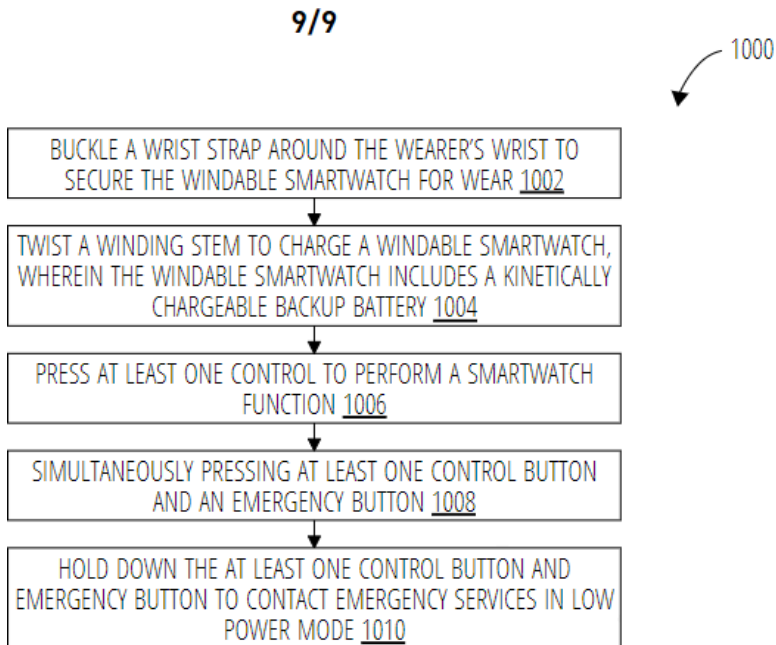 9/9
1000
BUCKLE A WRIST STRAP AROUND THE WEARER'S WRIST TO
SECURE THE WINDABLE SMARTWATCH FOR WEAR 1002
TWIST A WINDING STEM TO CHARGE A WINDABLE SMARTWATCH,
WHEREIN THE WINDABLE SMARTWATCH INCLUDES A KINETICALLY
CHARGEABLE BACKUP BATTERY 1004
PRESS AT LEAST ONE CONTROL TO PERFORM A SMARTWATCH
FUNCTION 1006
SIMULTANEOUSLY PRESSING AT LEAST ONE CONTROL BUTTON
AND AN EMERGENCY BUTTON 1008
HOLD DOWN THE AT LEAST ONE CONTROL BUTTON AND
EMERGENCY BUTTON TO CONTACT EMERGENCY SERVICES IN LOW
POWER MODE 1010